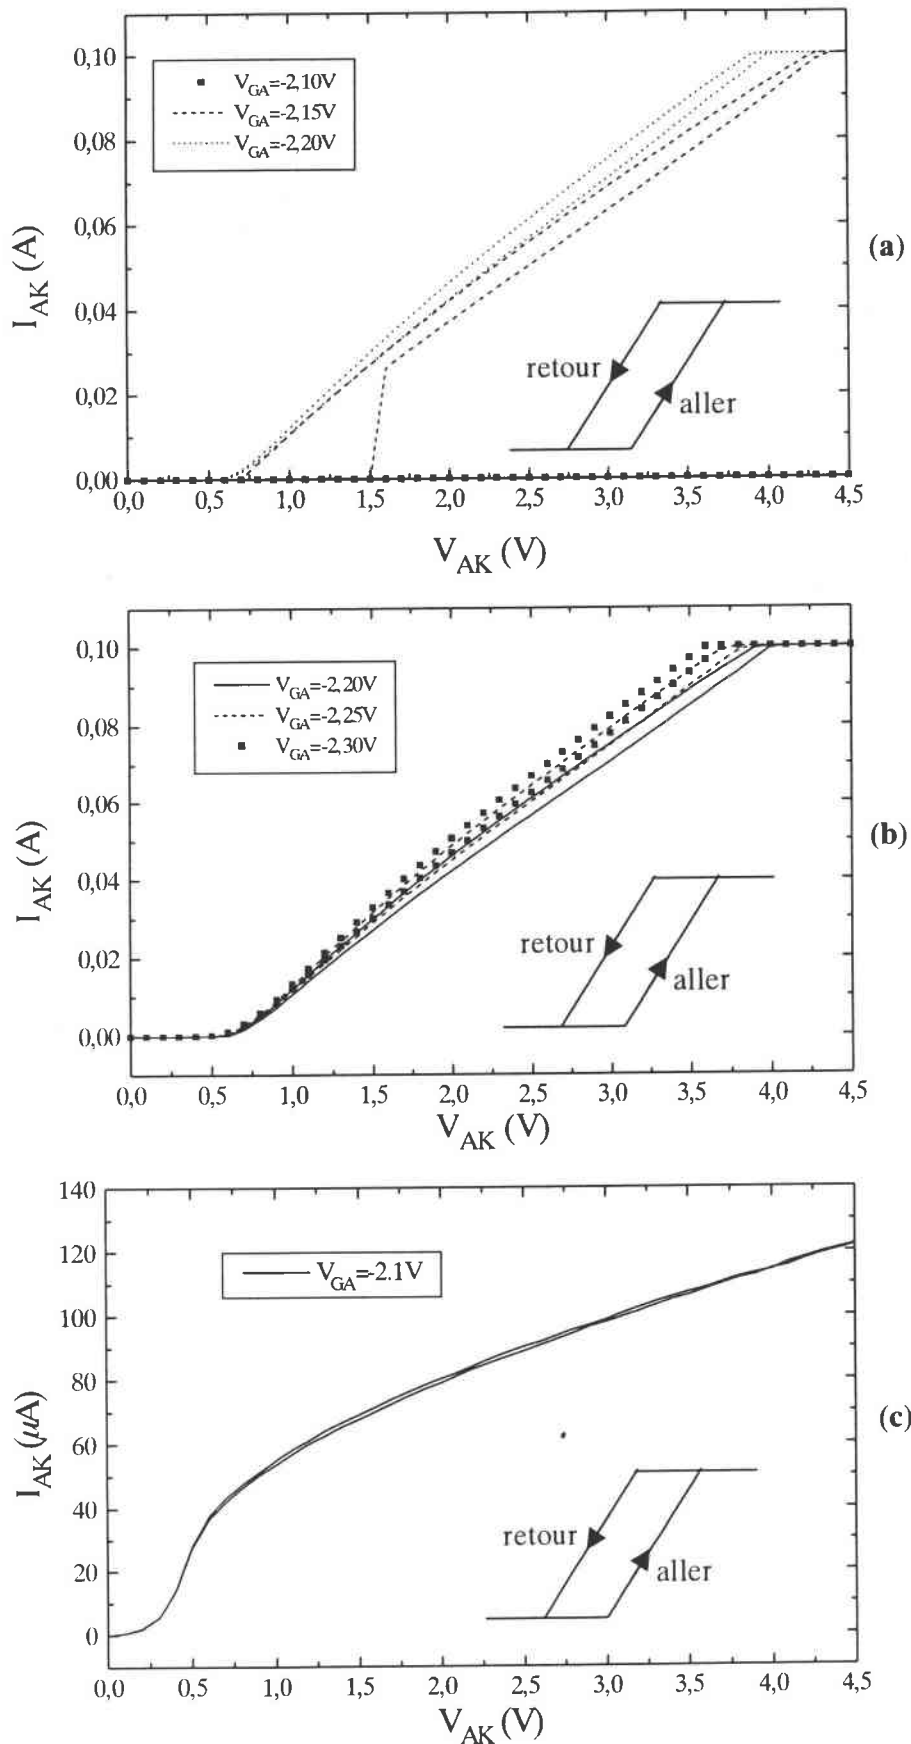 0,10
0,08
0,06
0,04
0,02
0,00
I_AK (A)
V_GA=-2,10V
V_GA=-2,15V
V_GA=-2,20V
retour
aller
(a)
0,0 0,5 1,0 1,5 2,0 2,5 3,0 3,5 4,0 4,5
V_AK (V)
0,10
0,08
0,06
0,04
0,02
0,00
I_AK (A)
V_GA=-2,20V
V_GA=-2,25V
V_GA=-2,30V
retour
aller
(b)
0,0 0,5 1,0 1,5 2,0 2,5 3,0 3,5 4,0 4,5
V_AK (V)
140
120
100
80
60
40
20
0
I_AK (μA)
V_GA=-2.1V
retour
aller
(c)
0,0 0,5 1,0 1,5 2,0 2,5 3,0 3,5 4,0 4,5
V_AK (V)